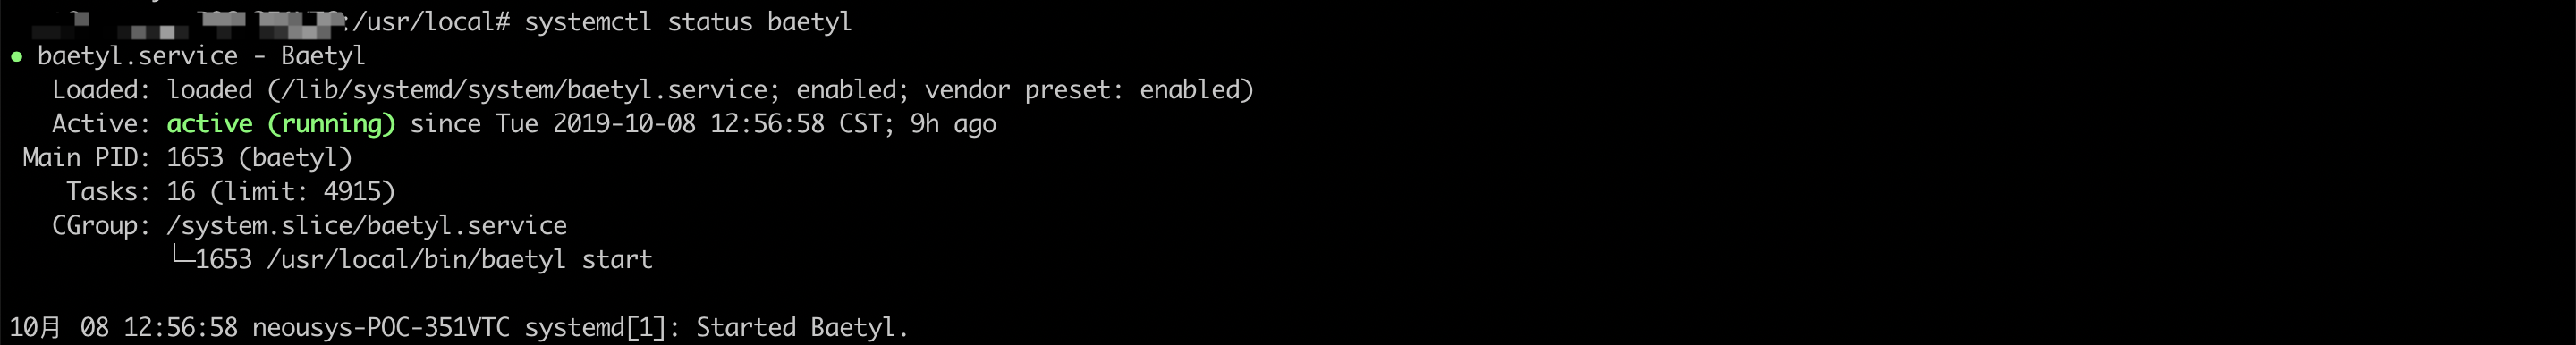 :/usr/local# systemctl status baetyl
● baetyl.service - Baetyl
Loaded: loaded (/lib/systemd/system/baetyl.service; enabled; vendor preset: enabled)
Active: active (running) since Tue 2019-10-08 12:56:58 CST; 9h ago
Main PID: 1653 (baetyl)
Tasks: 16 (limit: 4915)
CGroup: /system.slice/baetyl.service
└─1653 /usr/local/bin/baetyl start
10月 08 12:56:58 neousys-POC-351VTC systemd[1]: Started Baetyl.